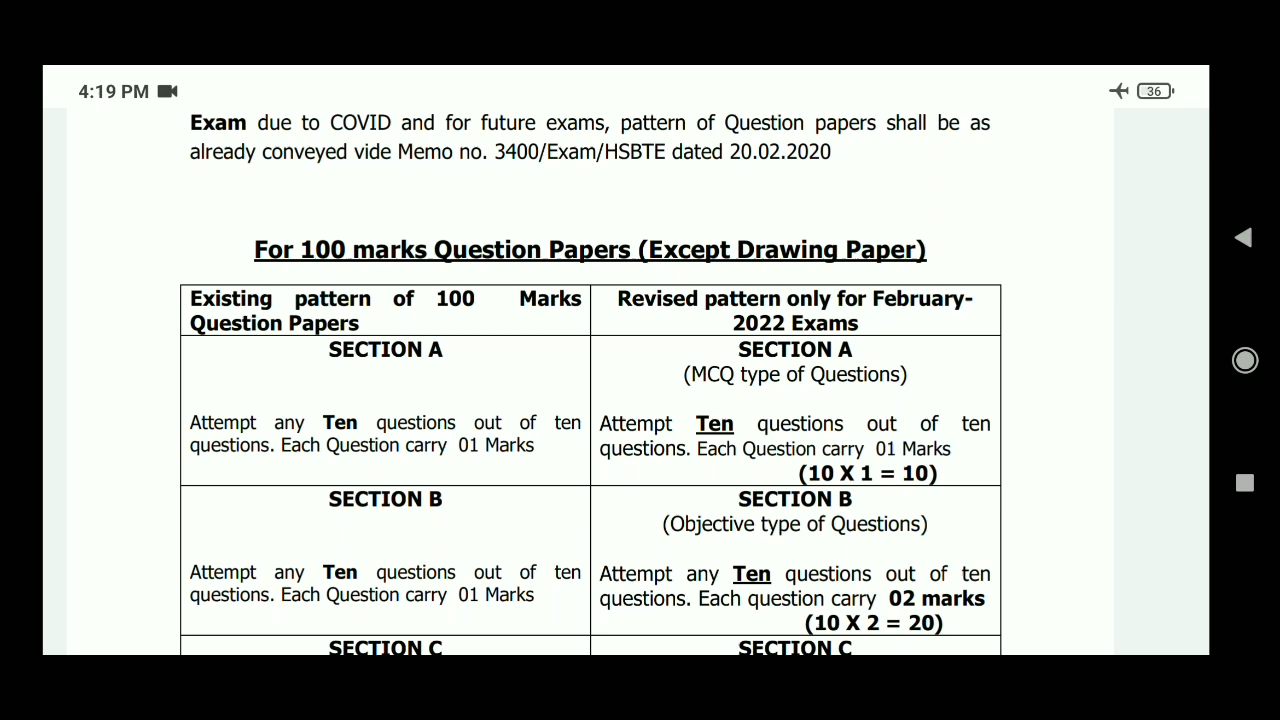 4:19 PM
36
Exam due to COVID and for future exams, pattern of Question papers shall be as
already conveyed vide Memo no. 3400/Exam/HSBTE dated 20.02.2020
For 100 marks Question Papers (Except Drawing Paper)
Existing pattern of 100 Marks
Question Papers
Revised pattern only for February-
2022 Exams
SECTION A
Attempt any Ten questions out of ten
questions. Each Question carry 01 Marks
SECTION A
(MCQ type of Questions)
Attempt Ten questions out of ten
questions. Each Question carry 01 Marks
(10 X 1 = 10)
SECTION B
Attempt any Ten questions out of ten
questions. Each Question carry 01 Marks
SECTION B
(Objective type of Questions)
Attempt any Ten questions out of ten
questions. Each question carry 02 marks
(10 X 2 = 20)
SECTION C
SECTION C